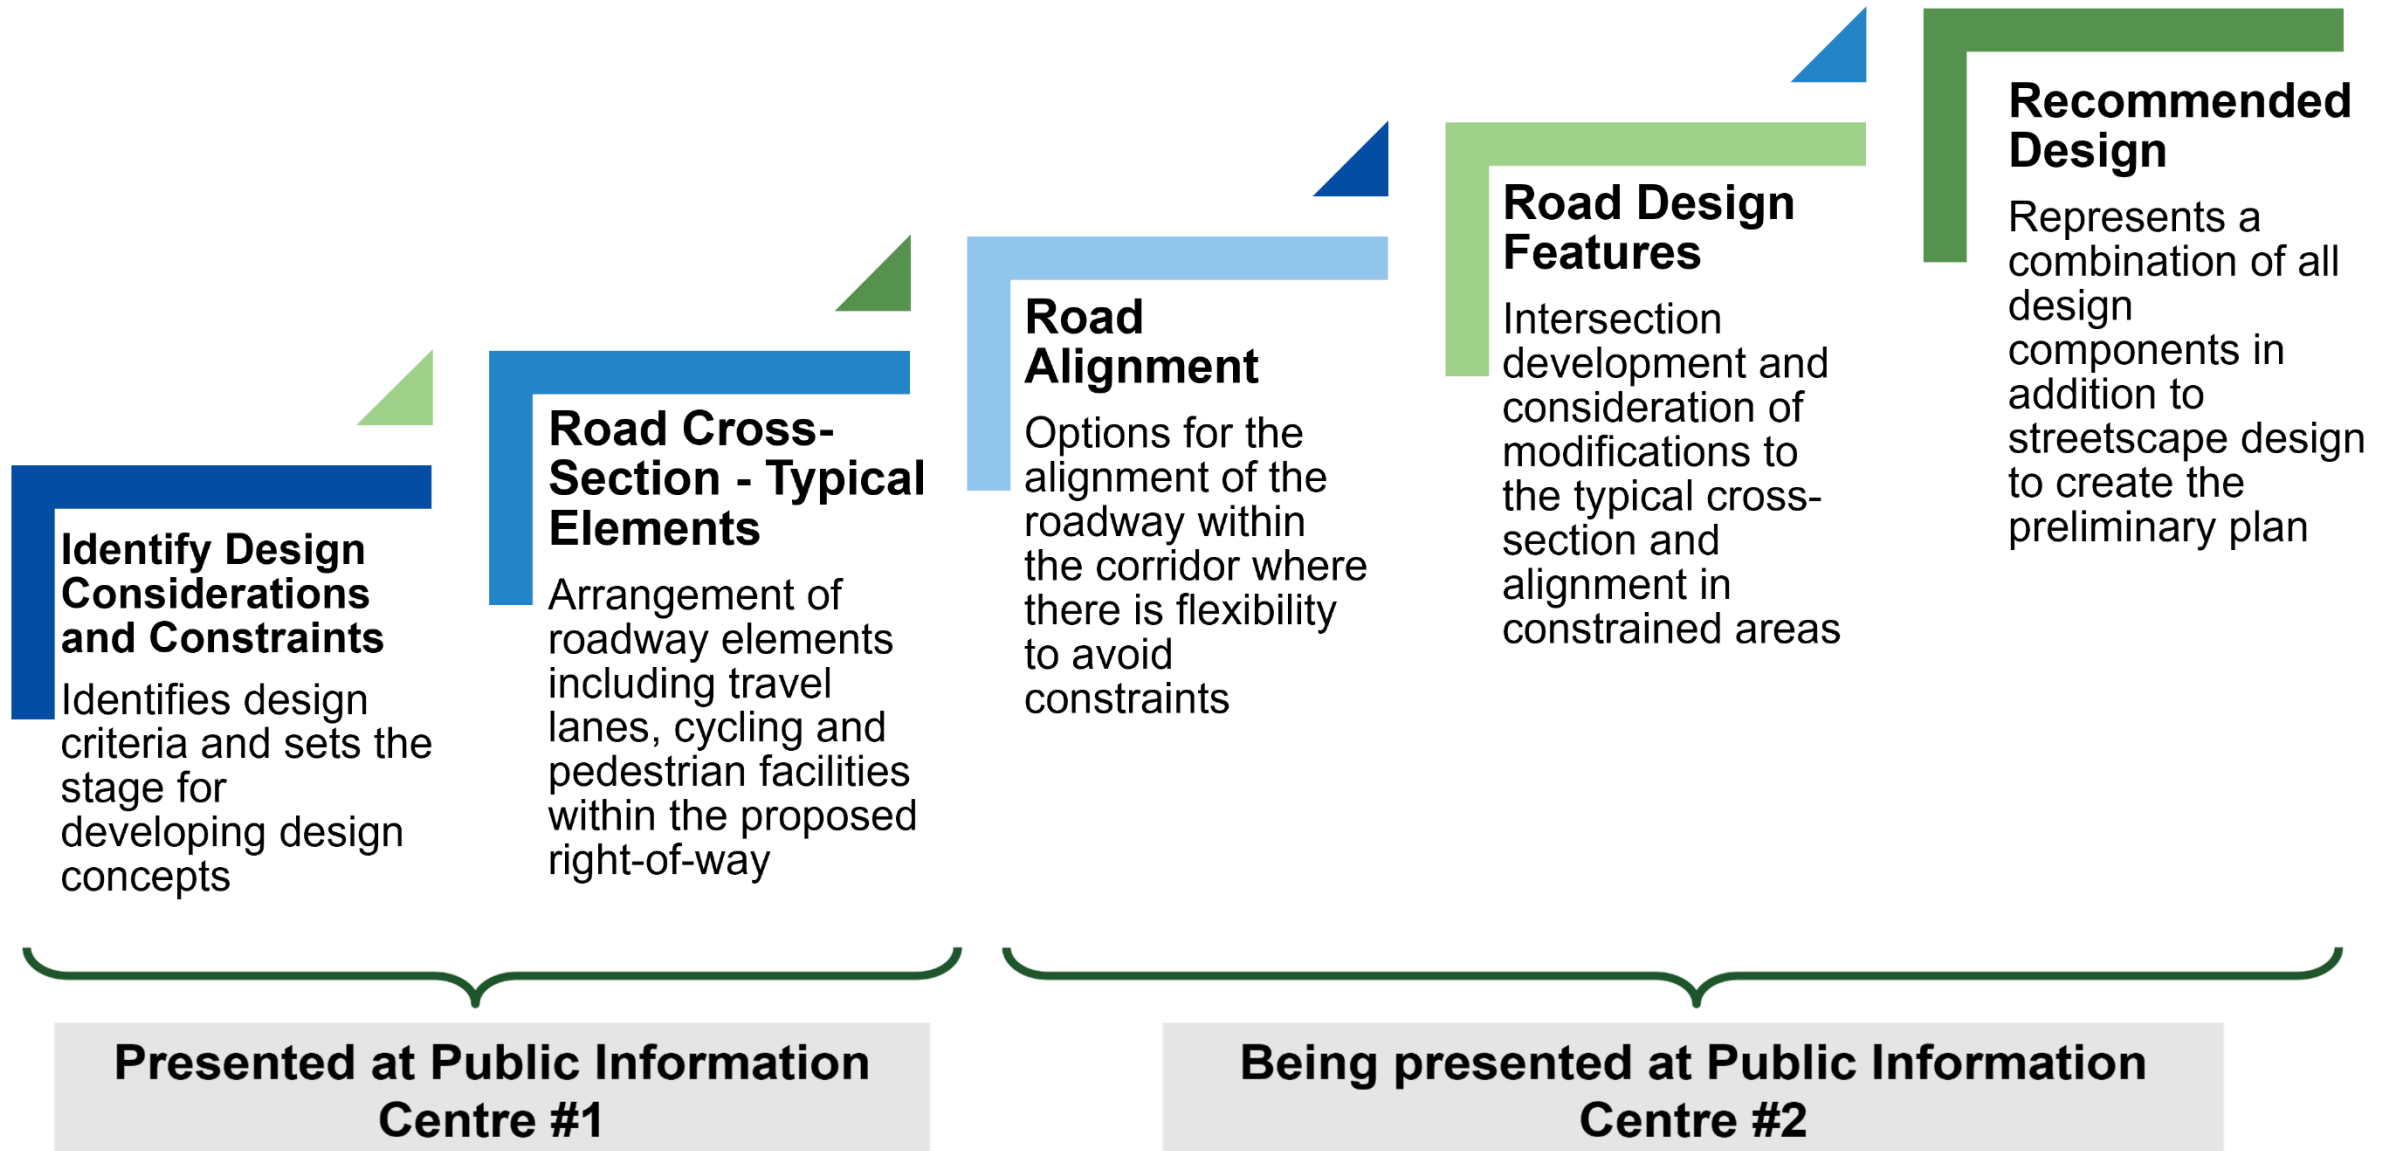 Identify Design
Considerations
and Constraints
Identifies design
criteria and sets the
stage for
developing design
concepts
Road Cross-
Section - Typical
Elements
Arrangement of
roadway elements
including travel
lanes, cycling and
pedestrian facilities
within the proposed
right-of-way
Road
Alignment
Options for the
alignment of the
roadway within
the corridor where
there is flexibility
to avoid
constraints
Road Design
Features
Intersection
development and
consideration of
modifications to
the typical cross-
section and
alignment in
constrained areas
Recommended
Design
Represents a
combination of all
design
components in
addition to
streetscape design
to create the
preliminary plan
Presented at Public Information
Centre #1
Being presented at Public Information
Centre #2